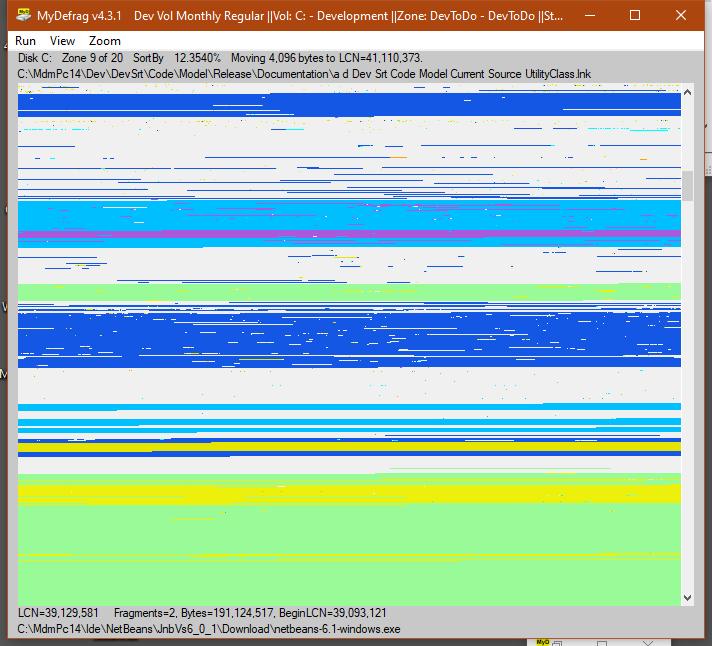 MyDefrag v4.3.1 Dev Vol Monthly Regular ||Vol: C: - Development ||Zone: DevToDo - DevToDo ||St...
Run View Zoom
Disk C: Zone 9 of 20 SortBy 12.3540% Moving 4,096 bytes to LCN=41,110,373.
C:\MdmPc14\Dev\DevSrt\Code\Model\Release\Documentation\a d Dev Srt Code Model Current Source UtilityClass.lnk
LCN=39,129,581 Fragments=2, Bytes=191,124,517, BeginLCN=39,093,121
C:\MdmPc14\Ide\NetBeans\JnbVs6_0_1\Download\netbeans-6.1-windows.exe
MyD